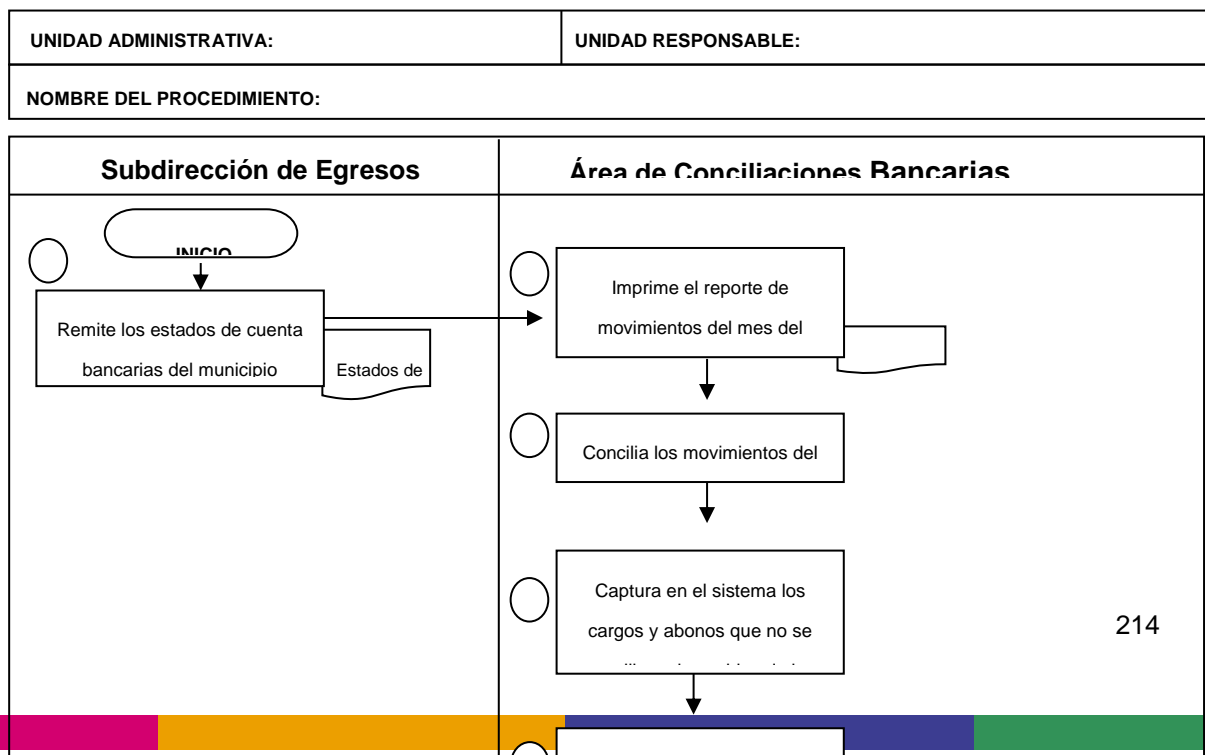 UNIDAD ADMINISTRATIVA:
UNIDAD RESPONSABLE:
NOMBRE DEL PROCEDIMIENTO:
Subdirección de Egresos
Área de Conciliaciones Bancarias
INICIO
Remite los estados de cuenta
bancarias del municipio
Estados de
Imprime el reporte de
movimientos del mes del
Concilia los movimientos del
Captura en el sistema los
cargos y abonos que no se
214